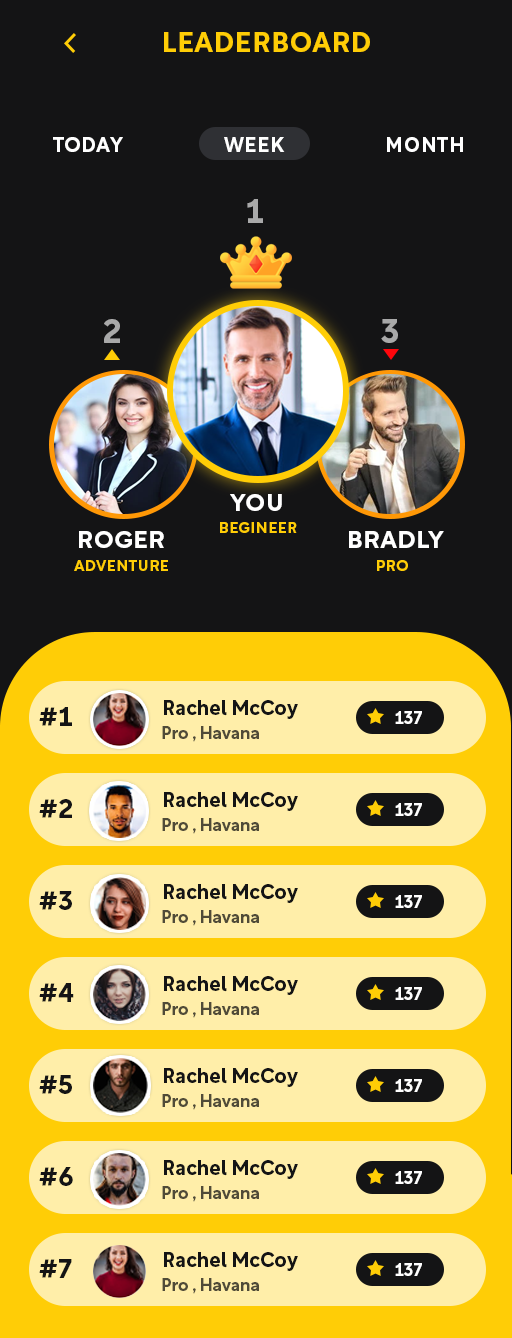 LEADERBOARD
TODAY
WEEK
MONTH
1
2
3
YOU
BEGINEER
ROGER
ADVENTURE
BRADLY
PRO
#1
Rachel McCoy
Pro , Havana
137
#2
Rachel McCoy
Pro , Havana
137
#3
Rachel McCoy
Pro , Havana
137
#4
Rachel McCoy
Pro , Havana
137
#5
Rachel McCoy
Pro , Havana
137
#6
Rachel McCoy
Pro , Havana
137
#7
Rachel McCoy
Pro , Havana
137